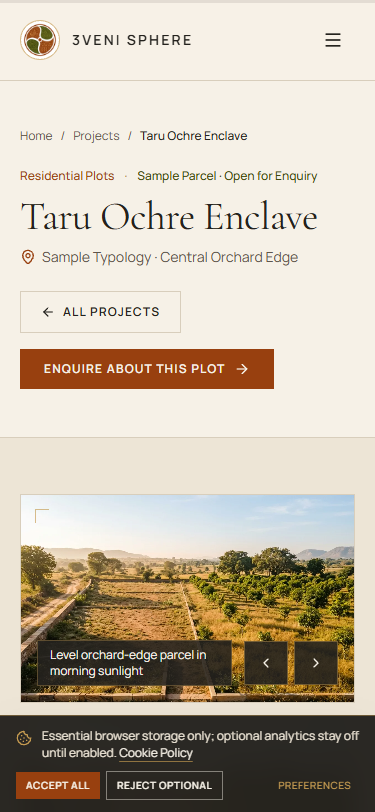 3VENI SPHERE
Home / Projects / Taru Ochre Enclave
Residential Plots · Sample Parcel · Open for Enquiry
Taru Ochre Enclave
Sample Typology · Central Orchard Edge
ALL PROJECTS
ENQUIRE ABOUT THIS PLOT
Level orchard-edge parcel in
morning sunlight
Essential browser storage only; optional analytics stay off
until enabled. Cookie Policy
ACCEPT ALL REJECT OPTIONAL PREFERENCES